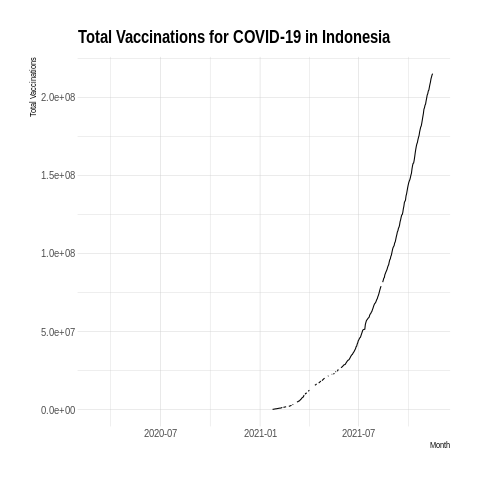 Total Vaccinations for COVID-19 in Indonesia
Total Vaccinations
2.0e+08
1.5e+08
1.0e+08
5.0e+07
0.0e+00
2020-07
2021-01
2021-07
Month